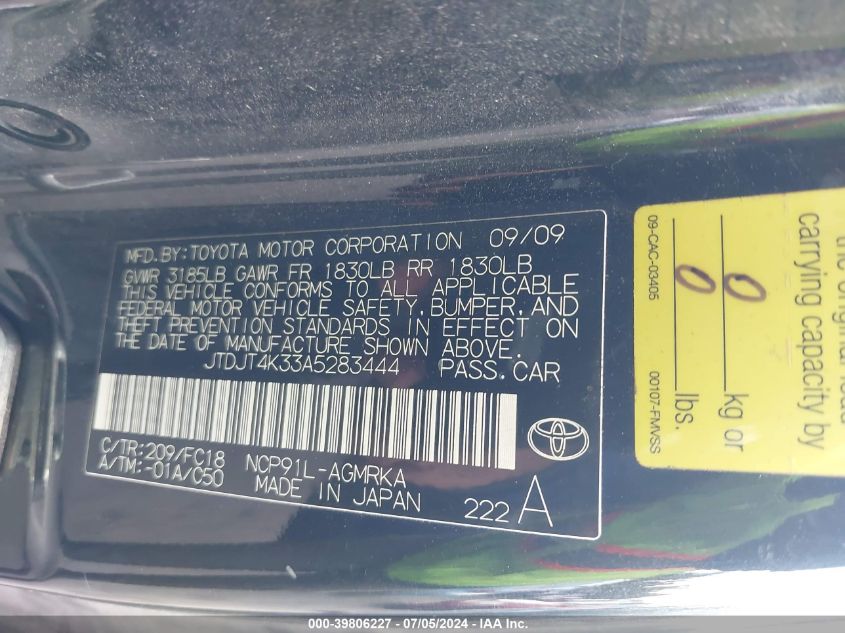 MFD. BY: TOYOTA MOTOR CORPORATION 09/09
GVWR 3185LB GAWR FR 1830LB RR 1830LB
THIS VEHICLE CONFORMS TO ALL APPLICABLE
FEDERAL MOTOR VEHICLE SAFETY, BUMPER, AND
THEFT PREVENTION STANDARDS IN EFFECT ON
THE DATE OF MANUFACTURE SHOWN ABOVE.
JTDJT4K33A5283444 PASS. CAR
C/TR: 209/FC18 NCP91L-AGMRKA
A/TM: -01A/C50 MADE IN JAPAN 222 A
carrying capacity by
0 kg or
0 lbs.
09-CAC-03406 00107-FMVSS
000-39806227 - 07/05/2024 - IAA Inc.